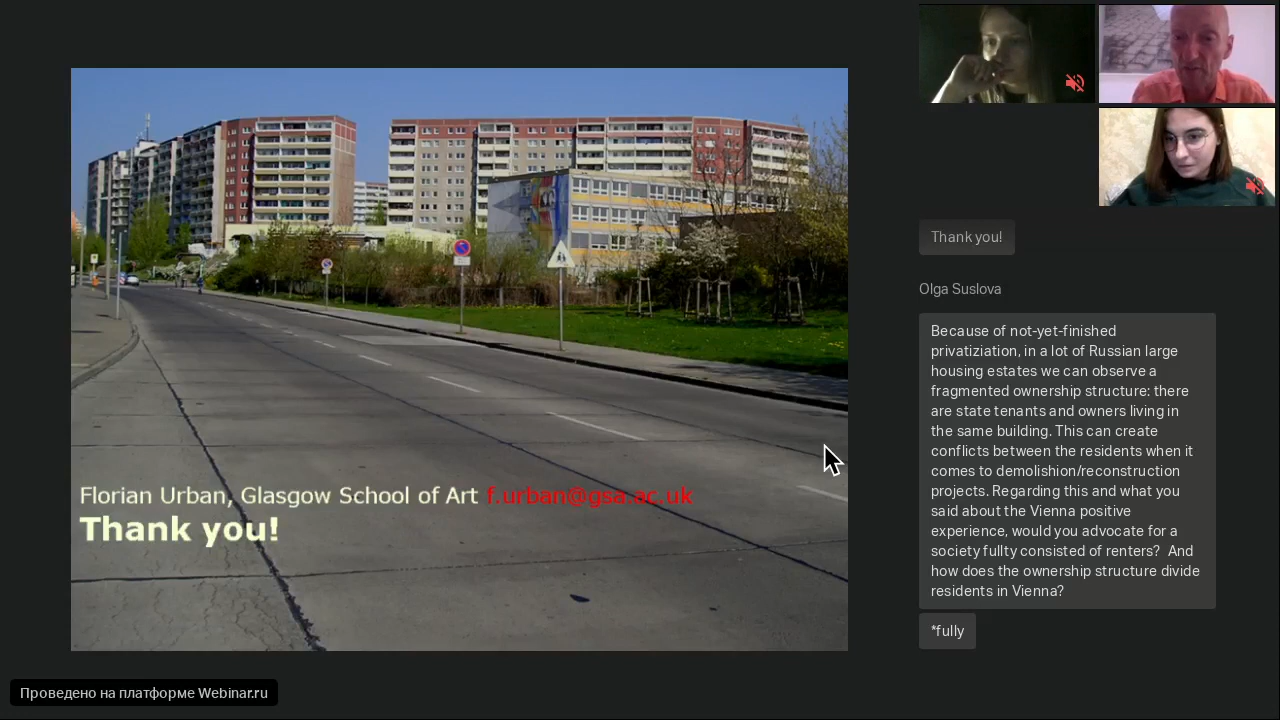 Florian Urban, Glasgow School of Art f.urban@gsa.ac.uk
Thank you!
Thank you!
Olga Suslova
Because of not-yet-finished
privatiziation, in a lot of Russian large
housing estates we can observe a
fragmented ownership structure: there
are state tenants and owners living in
the same building. This can create
conflicts between the residents when it
comes to demolishion/reconstruction
projects. Regarding this and what you
said about the Vienna positive
experience, would you advocate for a
society fullty consisted of renters?  And
how does the ownership structure divide
residents in Vienna?
*fully
Проведено на платформе Webinar.ru